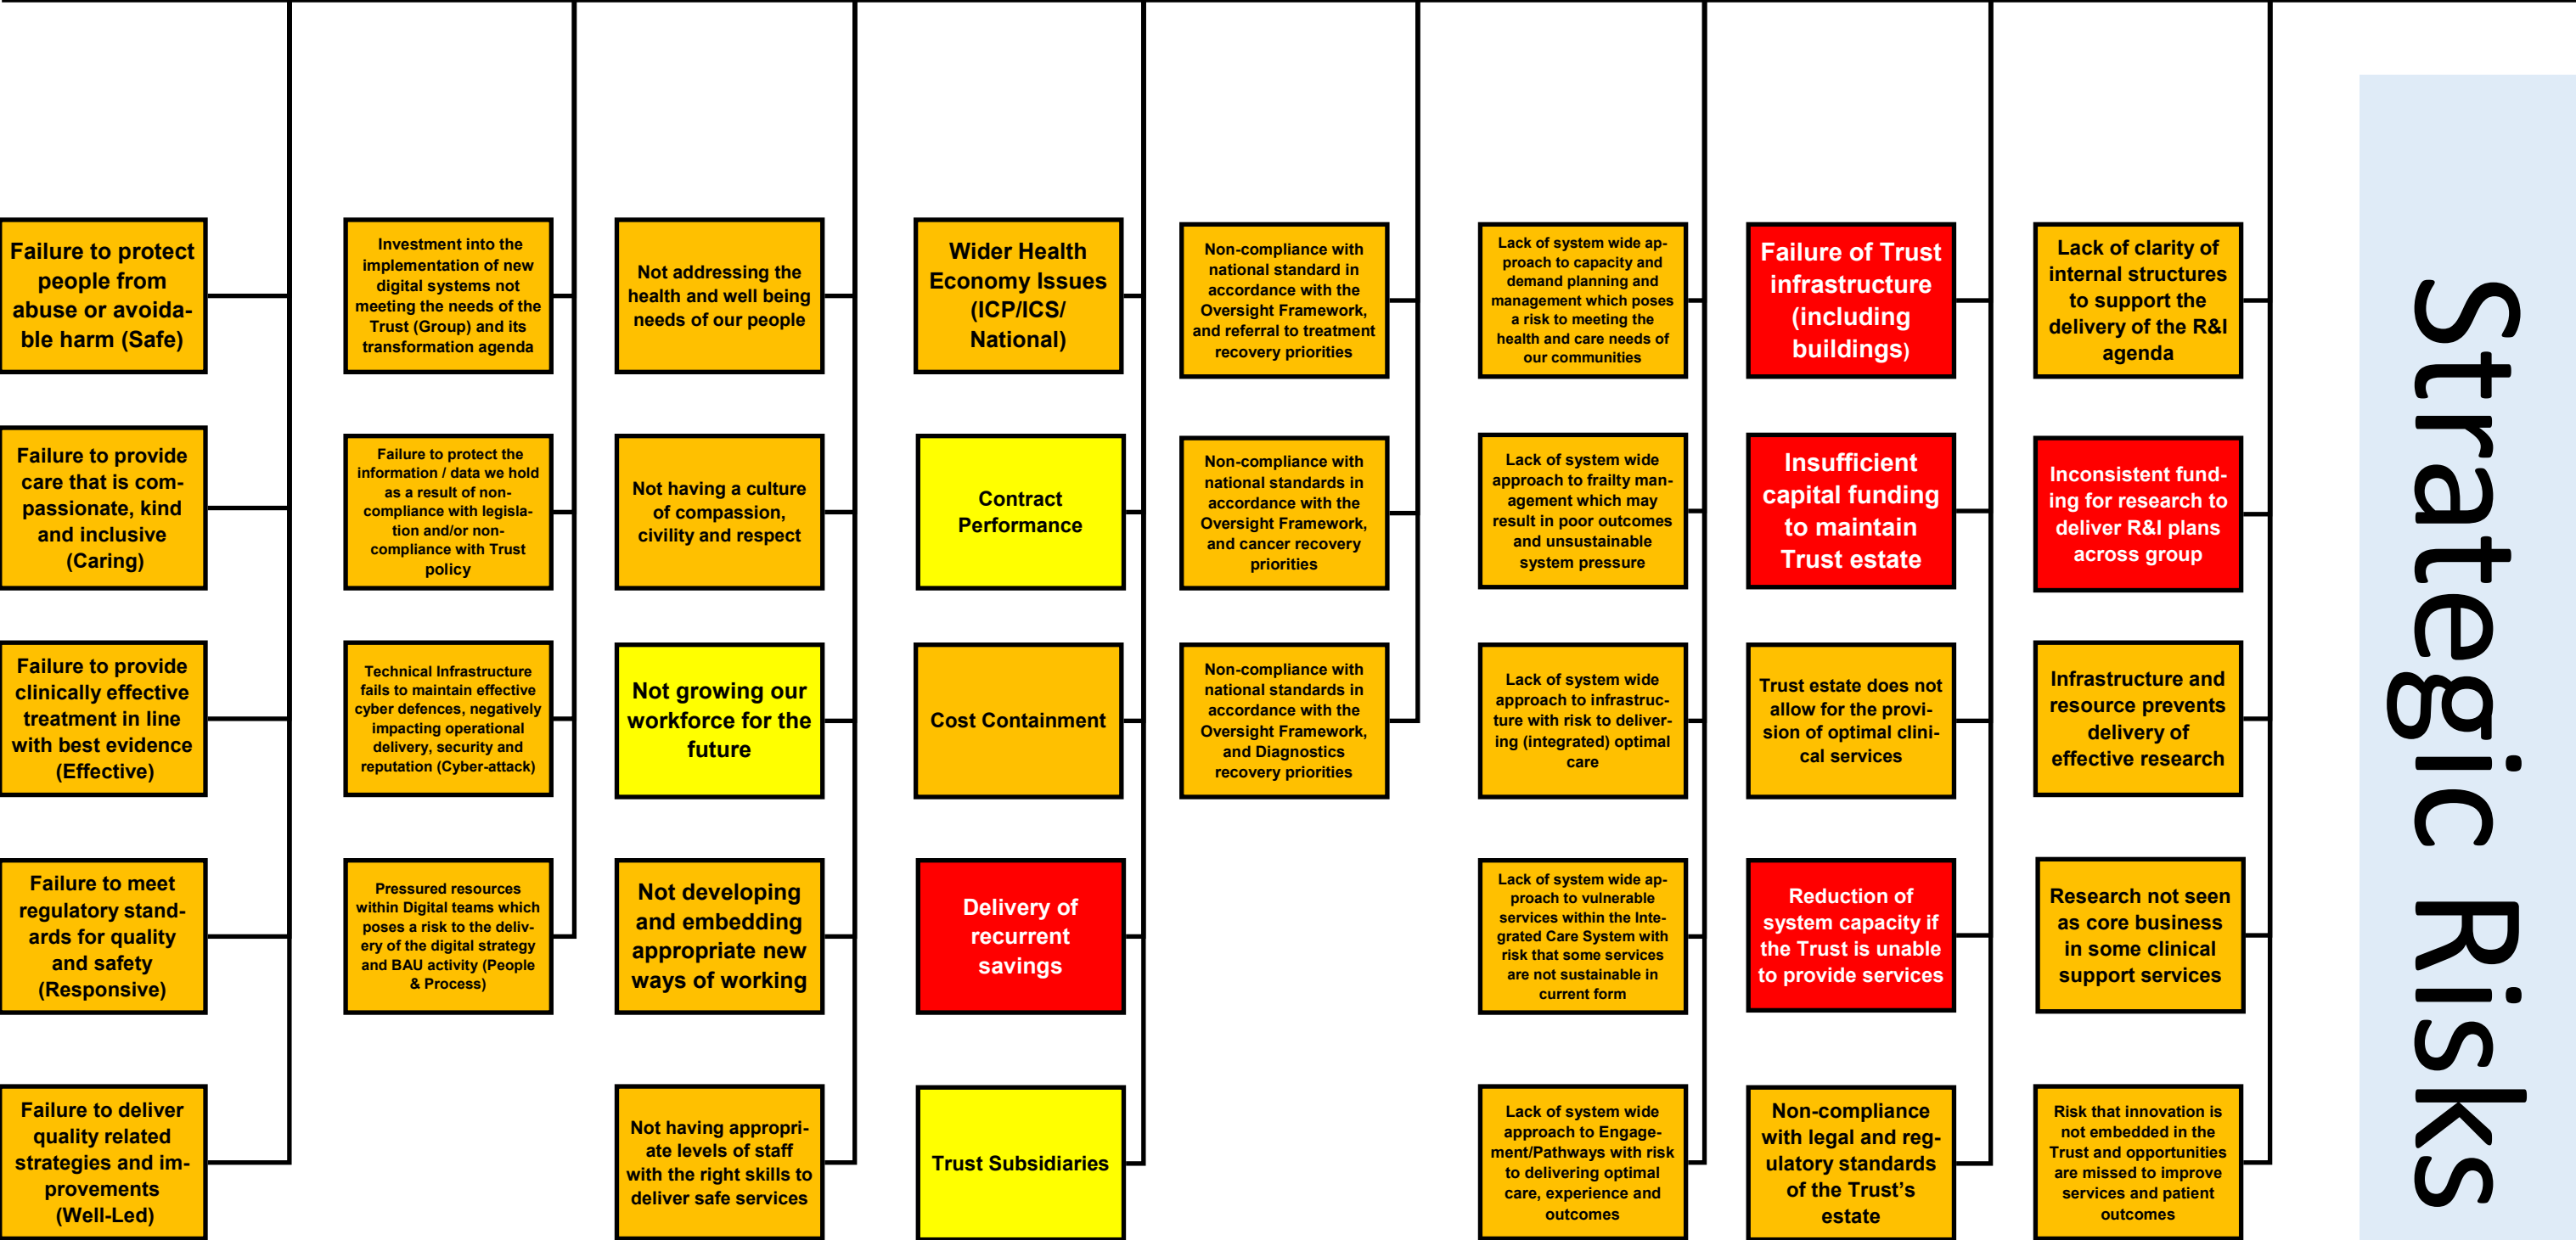 Failure to protect
people from
abuse or avoida-
ble harm (Safe)
Failure to provide
care that is com-
passionate, kind
and inclusive
(Caring)
Failure to provide
clinically effective
treatment in line
with best evidence
(Effective)
Failure to meet
regulatory stand-
ards for quality
and safety
(Responsive)
Failure to deliver
quality related
strategies and im-
provements
(Well-Led)
Investment into the
implementation of new
digital systems not
meeting the needs of the
Trust (Group) and its
transformation agenda
Failure to protect the
information / data we hold
as a result of non-
compliance with legisla-
tion and/or non-
compliance with Trust
policy
Technical Infrastructure
fails to maintain effective
cyber defences, negatively
impacting operational
delivery, security and
reputation (Cyber-attack)
Pressured resources
within Digital teams which
poses a risk to the deliv-
ery of the digital strategy
and BAU activity (People
& Process)
Not addressing the
health and well being
needs of our people
Not having a culture
of compassion,
civility and respect
Not growing our
workforce for the
future
Not developing
and embedding
appropriate new
ways of working
Not having appropri-
ate levels of staff
with the right skills to
deliver safe services
Wider Health
Economy Issues
(ICP/ICS/
National)
Contract
Performance
Cost Containment
Delivery of
recurrent
savings
Trust Subsidiaries
Non-compliance with
national standard in
accordance with the
Oversight Framework,
and referral to treatment
recovery priorities
Non-compliance with
national standards in
accordance with the
Oversight Framework,
and cancer recovery
priorities
Non-compliance with
national standards in
accordance with the
Oversight Framework,
and Diagnostics
recovery priorities
Lack of system wide ap-
proach to capacity and
demand planning and
management which poses
a risk to meeting the
health and care needs of
our communities
Lack of system wide
approach to frailty man-
agement which may
result in poor outcomes
and unsustainable
system pressure
Lack of system wide
approach to infrastruc-
ture with risk to deliver-
ing (integrated) optimal
care
Lack of system wide ap-
proach to vulnerable
services within the Inte-
grated Care System with
risk that some services
are not sustainable in
current form
Lack of system wide
approach to Engage-
ment/Pathways with risk
to delivering optimal
care, experience and
outcomes
Failure of Trust
infrastructure
(including
buildings)
Insufficient
capital funding
to maintain
Trust estate
Trust estate does not
allow for the provi-
sion of optimal clini-
cal services
Reduction of
system capacity if
the Trust is unable
to provide services
Non-compliance
with legal and reg-
ulatory standards
of the Trust's
estate
Lack of clarity of
internal structures
to support the
delivery of the R&I
agenda
Inconsistent fund-
ing for research to
deliver R&I plans
across group
Infrastructure and
resource prevents
delivery of
effective research
Research not seen
as core business
in some clinical
support services
Risk that innovation is
not embedded in the
Trust and opportunities
are missed to improve
services and patient
outcomes
Strategic Risks